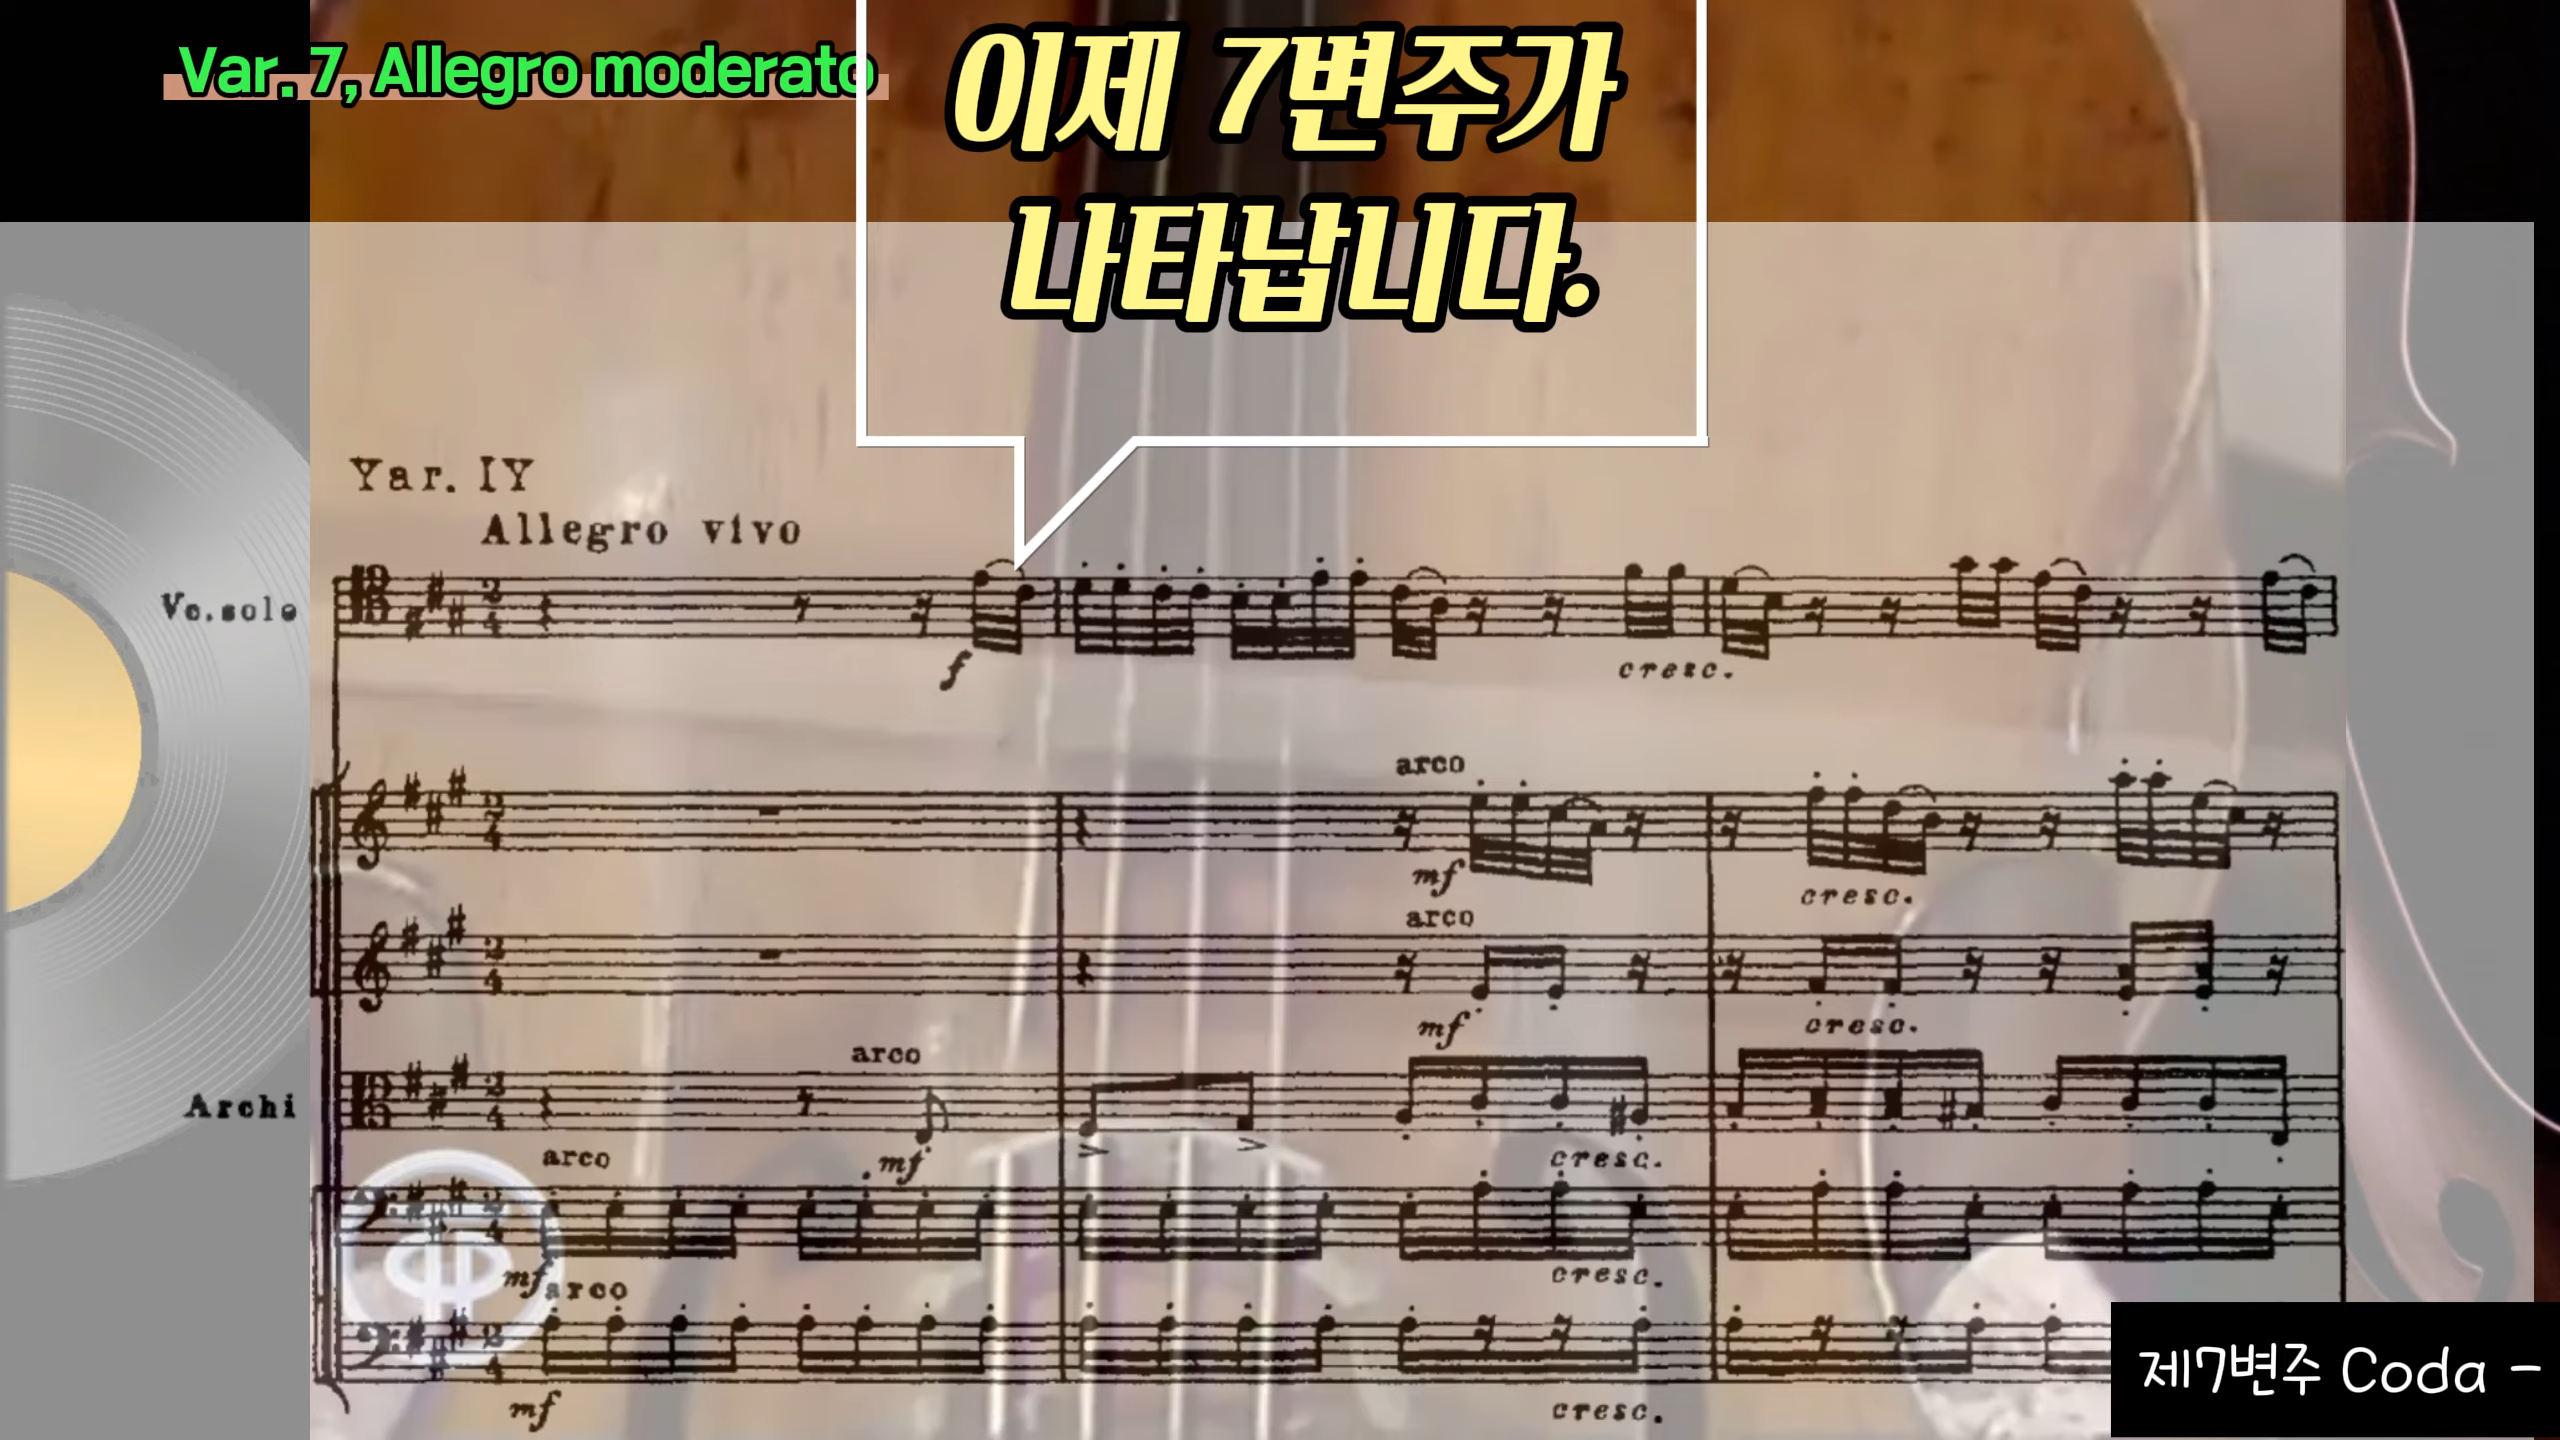 Var. 7, Allegro moderato
이제 7변주가
나타납니다.
Var. IV
Allegro vivo
Vc. solo
f
cresc.
arco
mf
cresc.
arco
mf
cresc.
arco
Archi
mf
cresc.
arco
mf
cresc.
arco
mf
cresc.
제7변주 Coda -